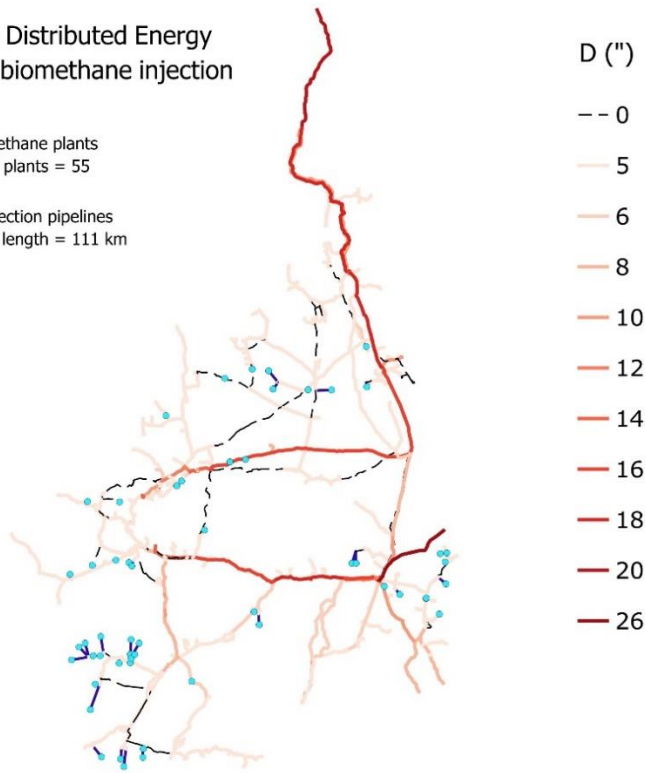 Distributed Energy
biomethane injection
ethane plants
plants = 55
ection pipelines
length = 111 km
D (")
0
5
6
8
10
12
14
16
18
20
26